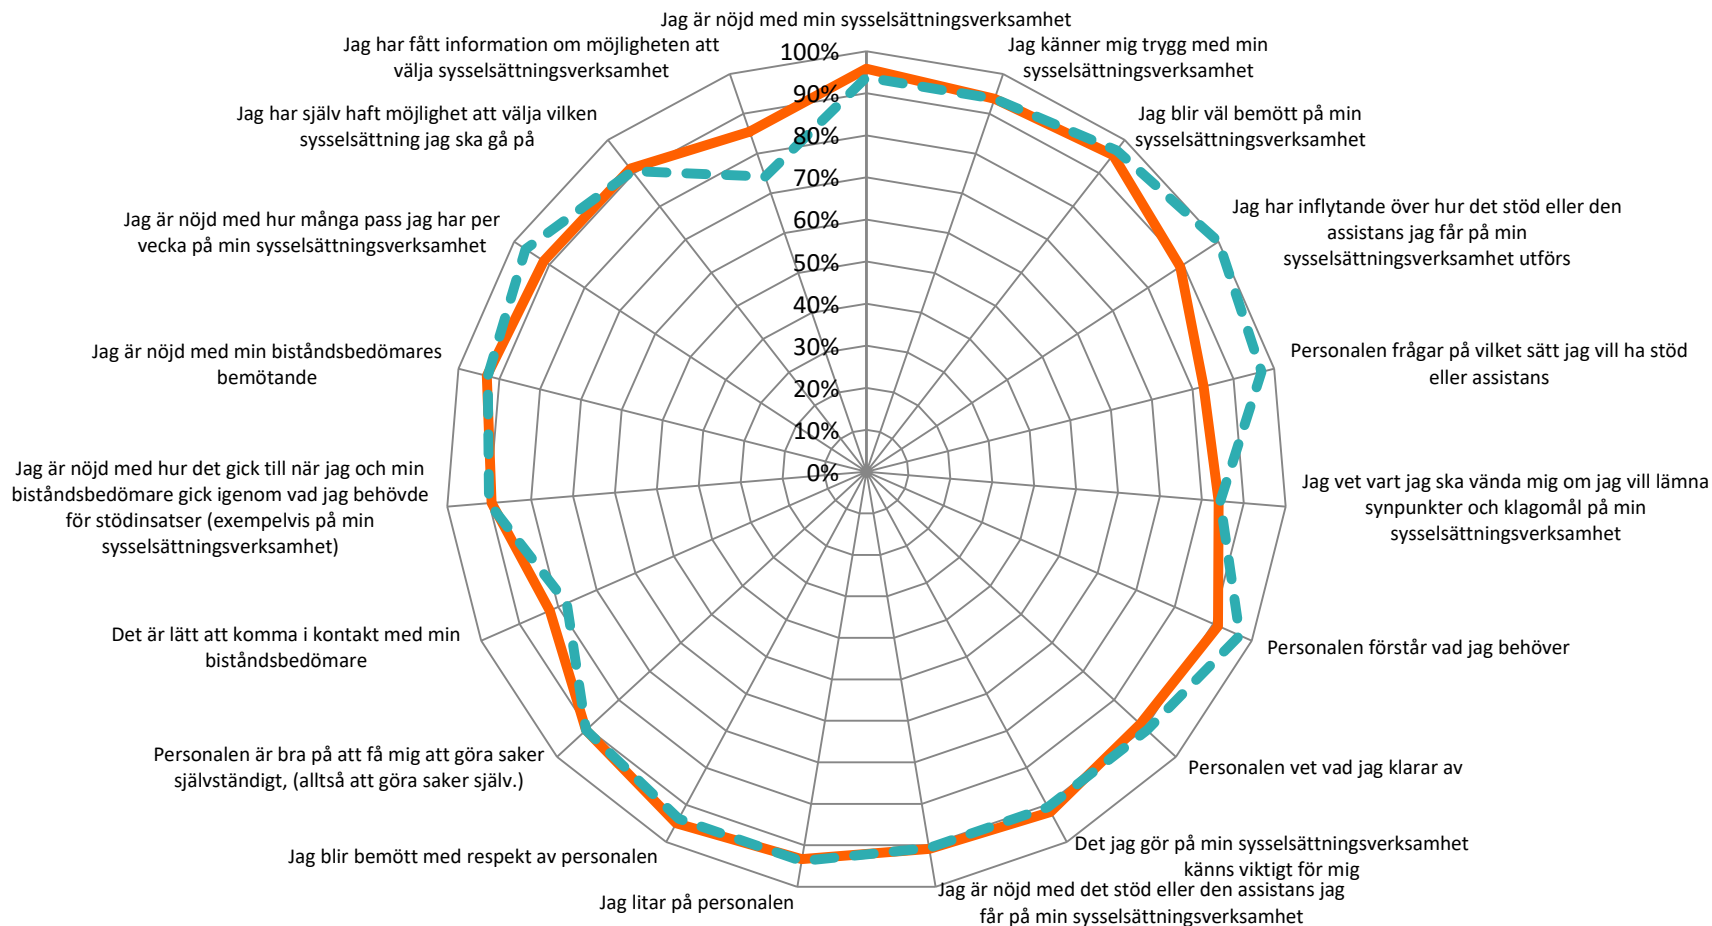 Jag är nöjd med min sysselsättningsverksamhet
Jag känner mig trygg med min
sysselsättningsverksamhet
Jag blir väl bemött på min
sysselsättningsverksamhet
Jag har inflytande över hur det stöd eller den
assistans jag får på min
sysselsättningsverksamhet utförs
Personalen frågar på vilket sätt jag vill ha stöd
eller assistans
Jag vet vart jag ska vända mig om jag vill lämna
synpunkter och klagomål på min
sysselsättningsverksamhet
Personalen förstår vad jag behöver
Personalen vet vad jag klarar av
Det jag gör på min sysselsättningsverksamhet
känns viktigt för mig
Jag är nöjd med det stöd eller den assistans jag
får på min sysselsättningsverksamhet
Jag litar på personalen
Jag blir bemött med respekt av personalen
Personalen är bra på att få mig att göra saker
självständigt, (alltså att göra saker själv.)
Det är lätt att komma i kontakt med min
biståndsbedömare
Jag är nöjd med hur det gick till när jag och min
biståndsbedömare gick igenom vad jag behövde
för stödinsatser (exempelvis på min
sysselsättningsverksamhet)
Jag är nöjd med min biståndsbedömares
bemötande
Jag är nöjd med hur många pass jag har per
vecka på min sysselsättningsverksamhet
Jag har själv haft möjlighet att välja vilken
sysselsättning jag ska gå på
Jag har fått information om möjligheten att
välja sysselsättningsverksamhet
100%
90%
80%
70%
60%
50%
40%
30%
20%
10%
0%